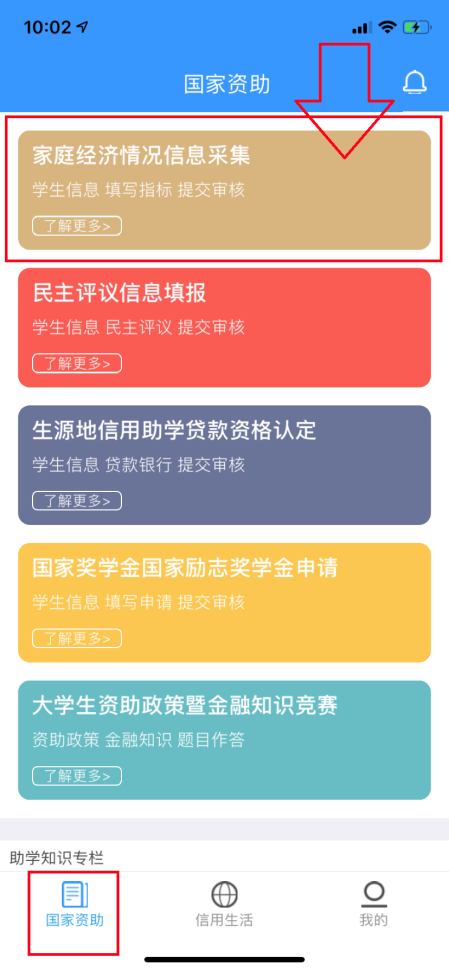 10:02
国家资助
家庭经济情况信息采集
学生信息 填写指标 提交审核
了解更多>
民主评议信息填报
学生信息 民主评议 提交审核
了解更多>
生源地信用助学贷款资格认定
学生信息 贷款银行 提交审核
了解更多>
国家奖学金国家励志奖学金申请
学生信息 填写申请 提交审核
了解更多>
大学生资助政策暨金融知识竞赛
资助政策 金融知识 题目作答
了解更多>
助学知识专栏
国家资助 信用生活 我的